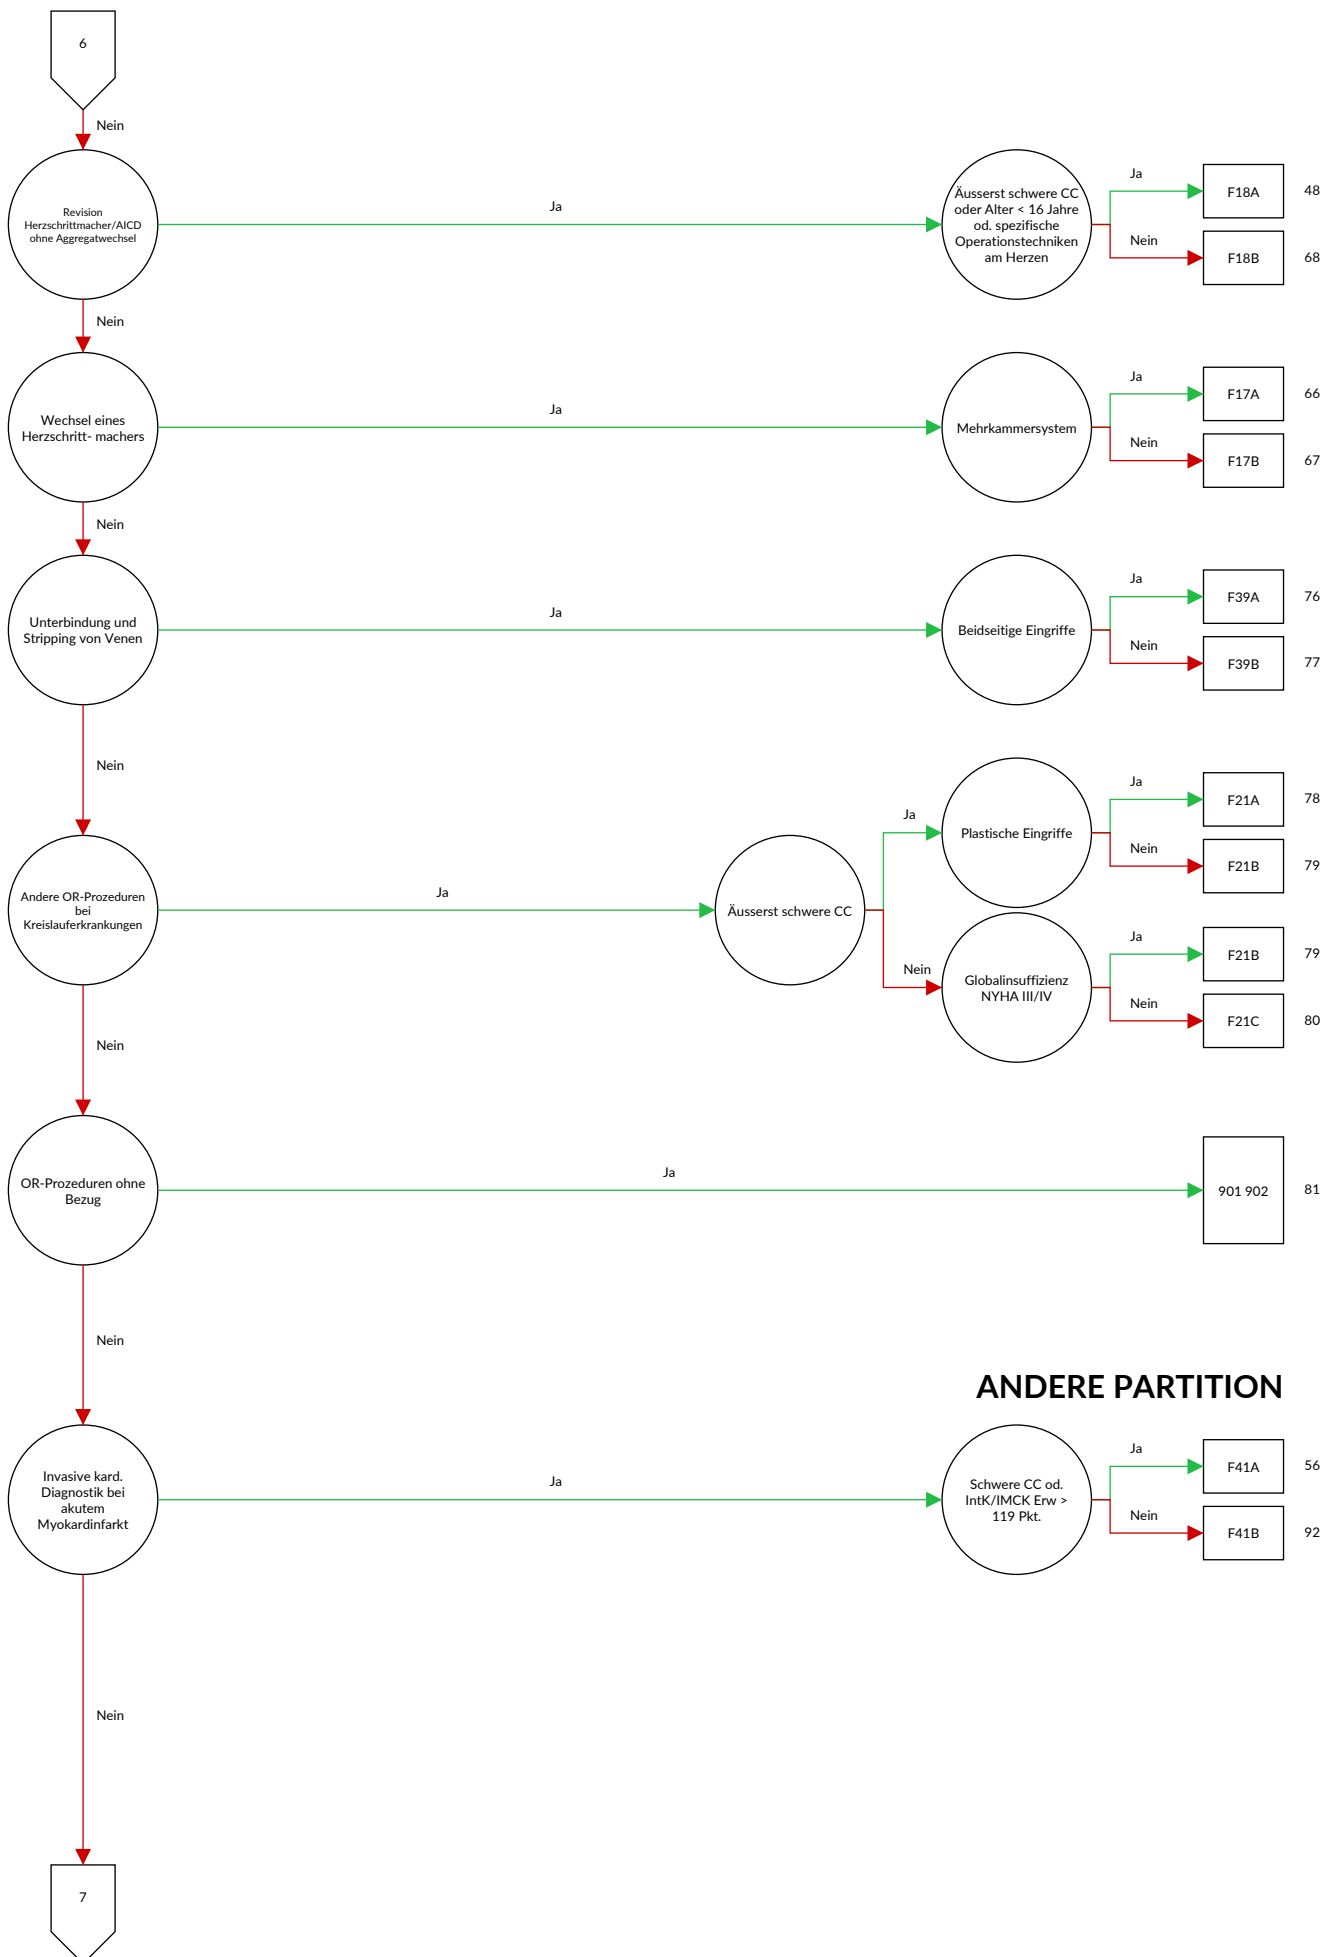 6
Nein
Revision
Herzschrittmacher/AICD
ohne Aggregatwechsel
Ja
Äusserst schwere CC
oder Alter < 16 Jahre
od. spezifische
Operationstechniken
am Herzen
Ja
F18A
48
Nein
F18B
68
Nein
Wechsel eines
Herzschritt- machers
Ja
Mehrkammersystem
Ja
F17A
66
Nein
F17B
67
Nein
Unterbindung und
Stripping von Venen
Ja
Beidseitige Eingriffe
Ja
F39A
76
Nein
F39B
77
Nein
Andere OR-Prozeduren
bei
Kreislauferkrankungen
Ja
Äusserst schwere CC
Ja
Plastische Eingriffe
Ja
F21A
78
Nein
F21B
79
Nein
Globalinsuffizienz
NYHA III/IV
Ja
F21B
79
Nein
F21C
80
Nein
OR-Prozeduren ohne
Bezug
Ja
901 902
81
Nein
ANDERE PARTITION
Invasive kard.
Diagnostik bei
akutem
Myokardinfarkt
Ja
Schwere CC od.
IntK/IMCK Erw >
119 Pkt.
Ja
F41A
56
Nein
F41B
92
Nein
7